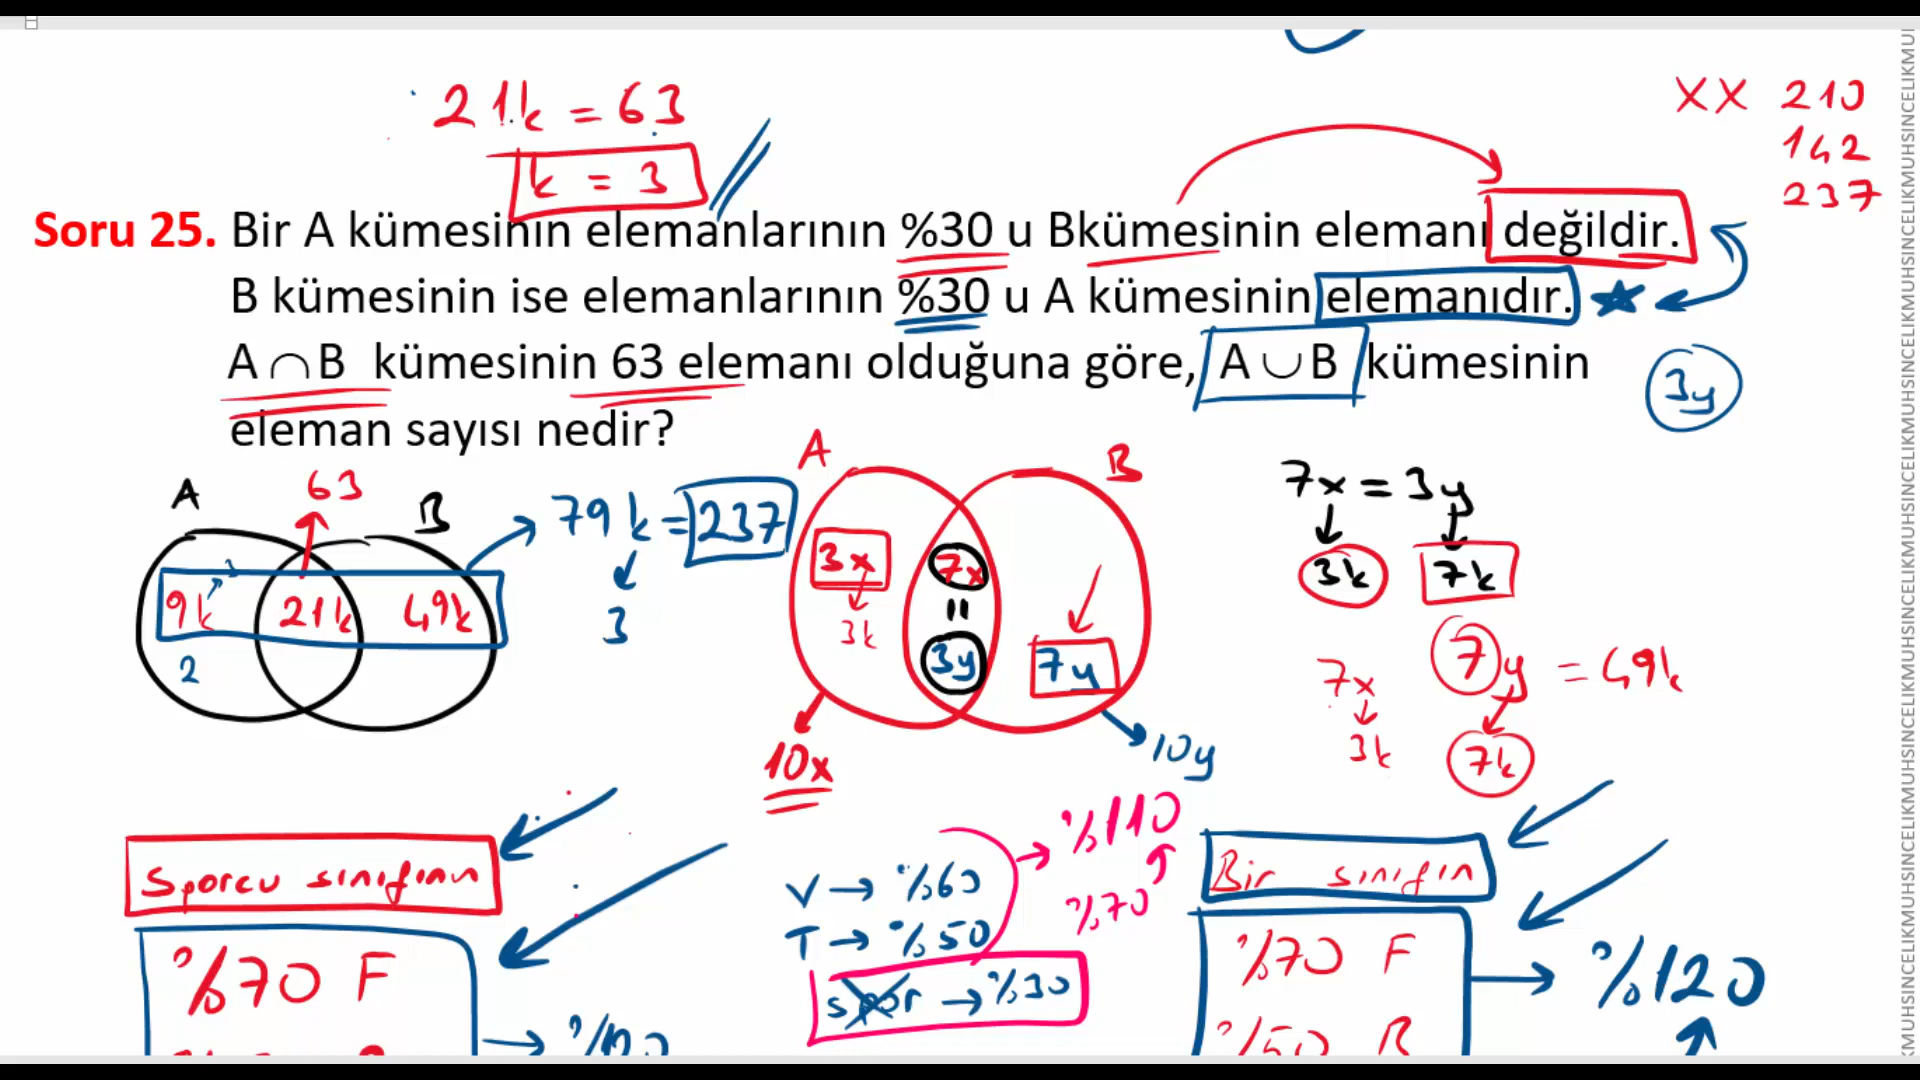 21k = 63
k = 3
XX 210
142
237
Soru 25. Bir A kümesinin elemanlarının %30 u Bkümesinin elemanı değildir.
B kümesinin ise elemanlarının %30 u A kümesinin elemanıdır.
A ∩ B kümesinin 63 elemanı olduğuna göre, A ∪ B kümesinin
eleman sayısı nedir?
3y
A 63 B
79k = 237
3
9k 21k 49k
2
A B
3x 7x
3k
=
3y 7y
10x 10y
7x = 3y
3k 7k
7y = 49k
7x
3k 7k
Sporcu sınıfının
%70 F
V → %60
T → %50
spor → %30
%110
%70
Bir sınıfın
%70 F
%50 B
%120
KMUHSINCELIKMUHSINCELIKMUHSINCELIKMUHSINCELIKMUHSINCELIKMUHSINCELIKMUHSINCELIKMUI